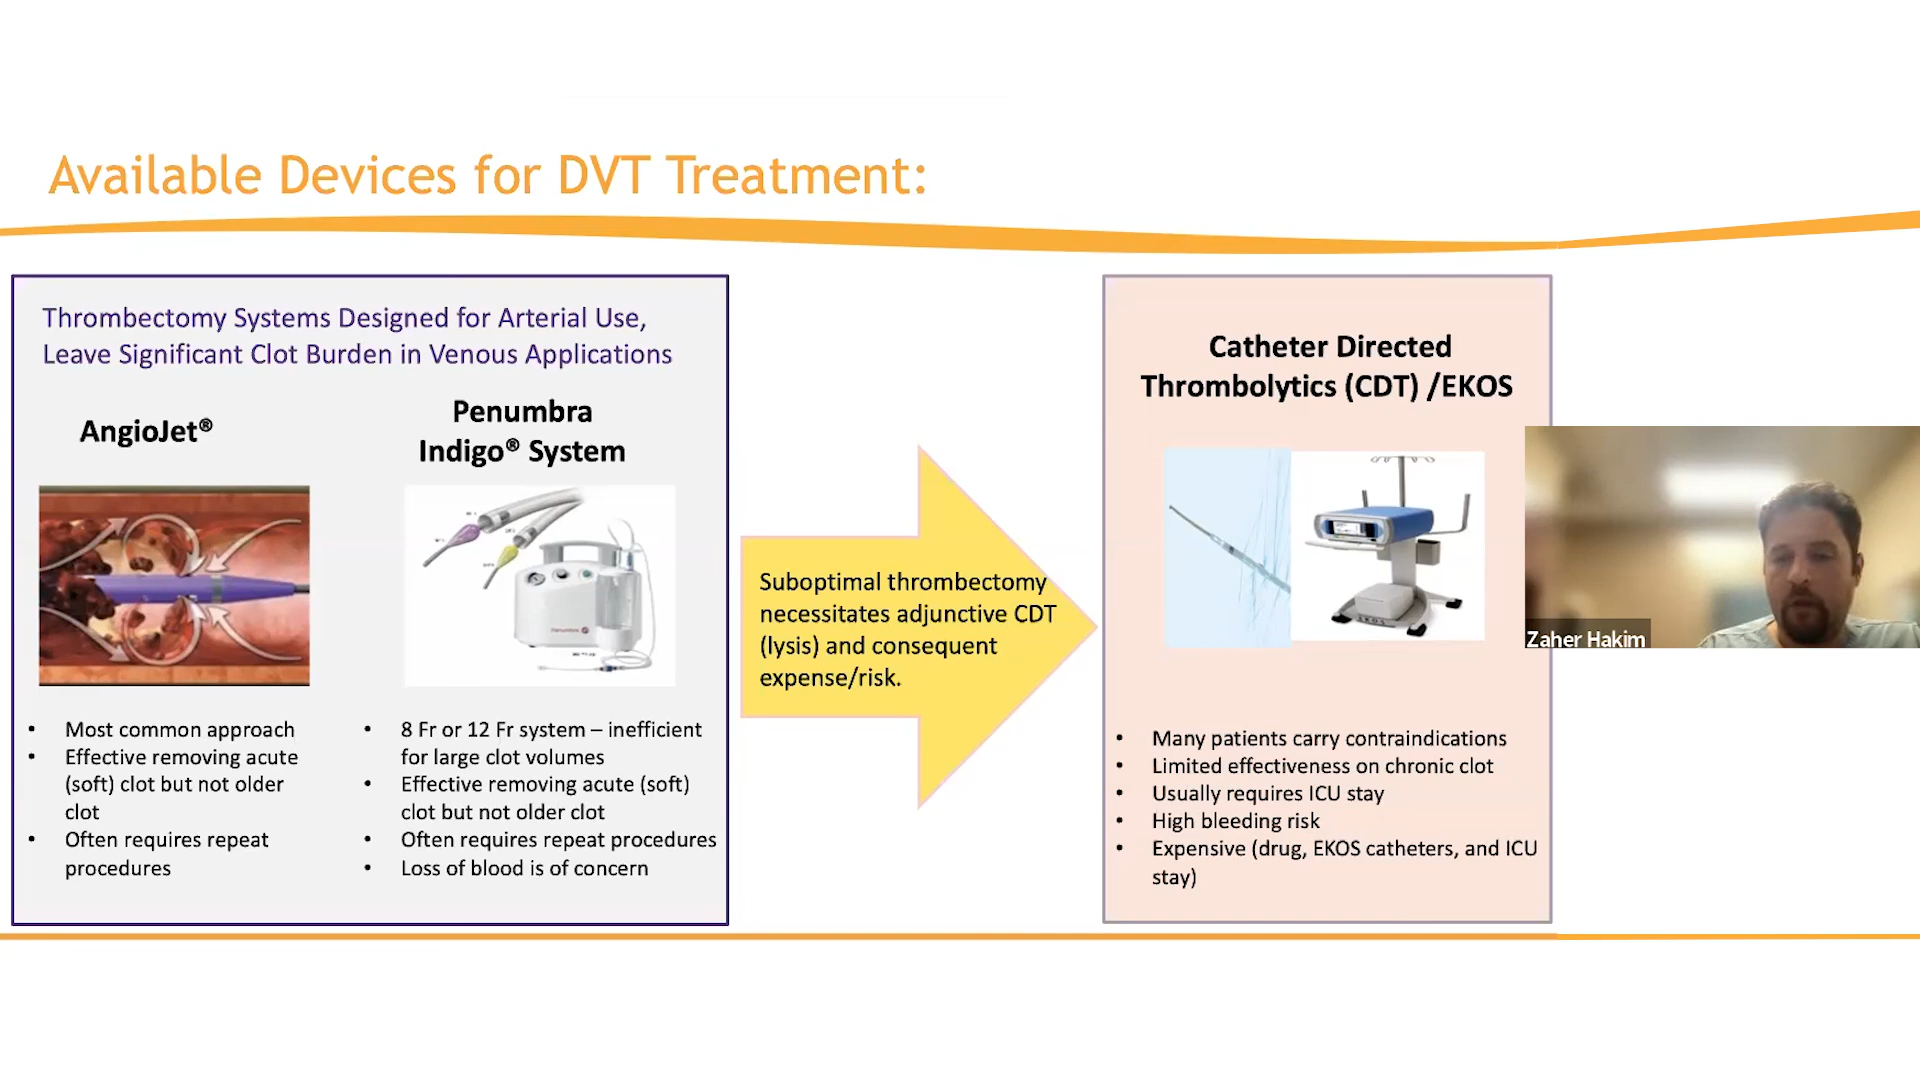 Available Devices for DVT Treatment:
Thrombectomy Systems Designed for Arterial Use,
Leave Significant Clot Burden in Venous Applications
AngioJet®
Penumbra
Indigo® System
Penumbra
• Most common approach
• Effective removing acute
(soft) clot but not older
clot
• Often requires repeat
procedures
• 8 Fr or 12 Fr system – inefficient
for large clot volumes
• Effective removing acute (soft)
clot but not older clot
• Often requires repeat procedures
• Loss of blood is of concern
Suboptimal thrombectomy
necessitates adjunctive CDT
(lysis) and consequent
expense/risk.
Catheter Directed
Thrombolytics (CDT) /EKOS
EKOS
• Many patients carry contraindications
• Limited effectiveness on chronic clot
• Usually requires ICU stay
• High bleeding risk
• Expensive (drug, EKOS catheters, and ICU
stay)
Zaher Hakim